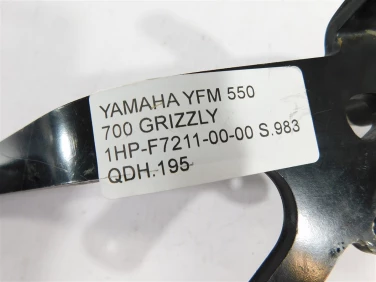 YAMAHA YFM 550
700 GRIZZLY
1HP-F7211-00-00 S.983
QDH.195